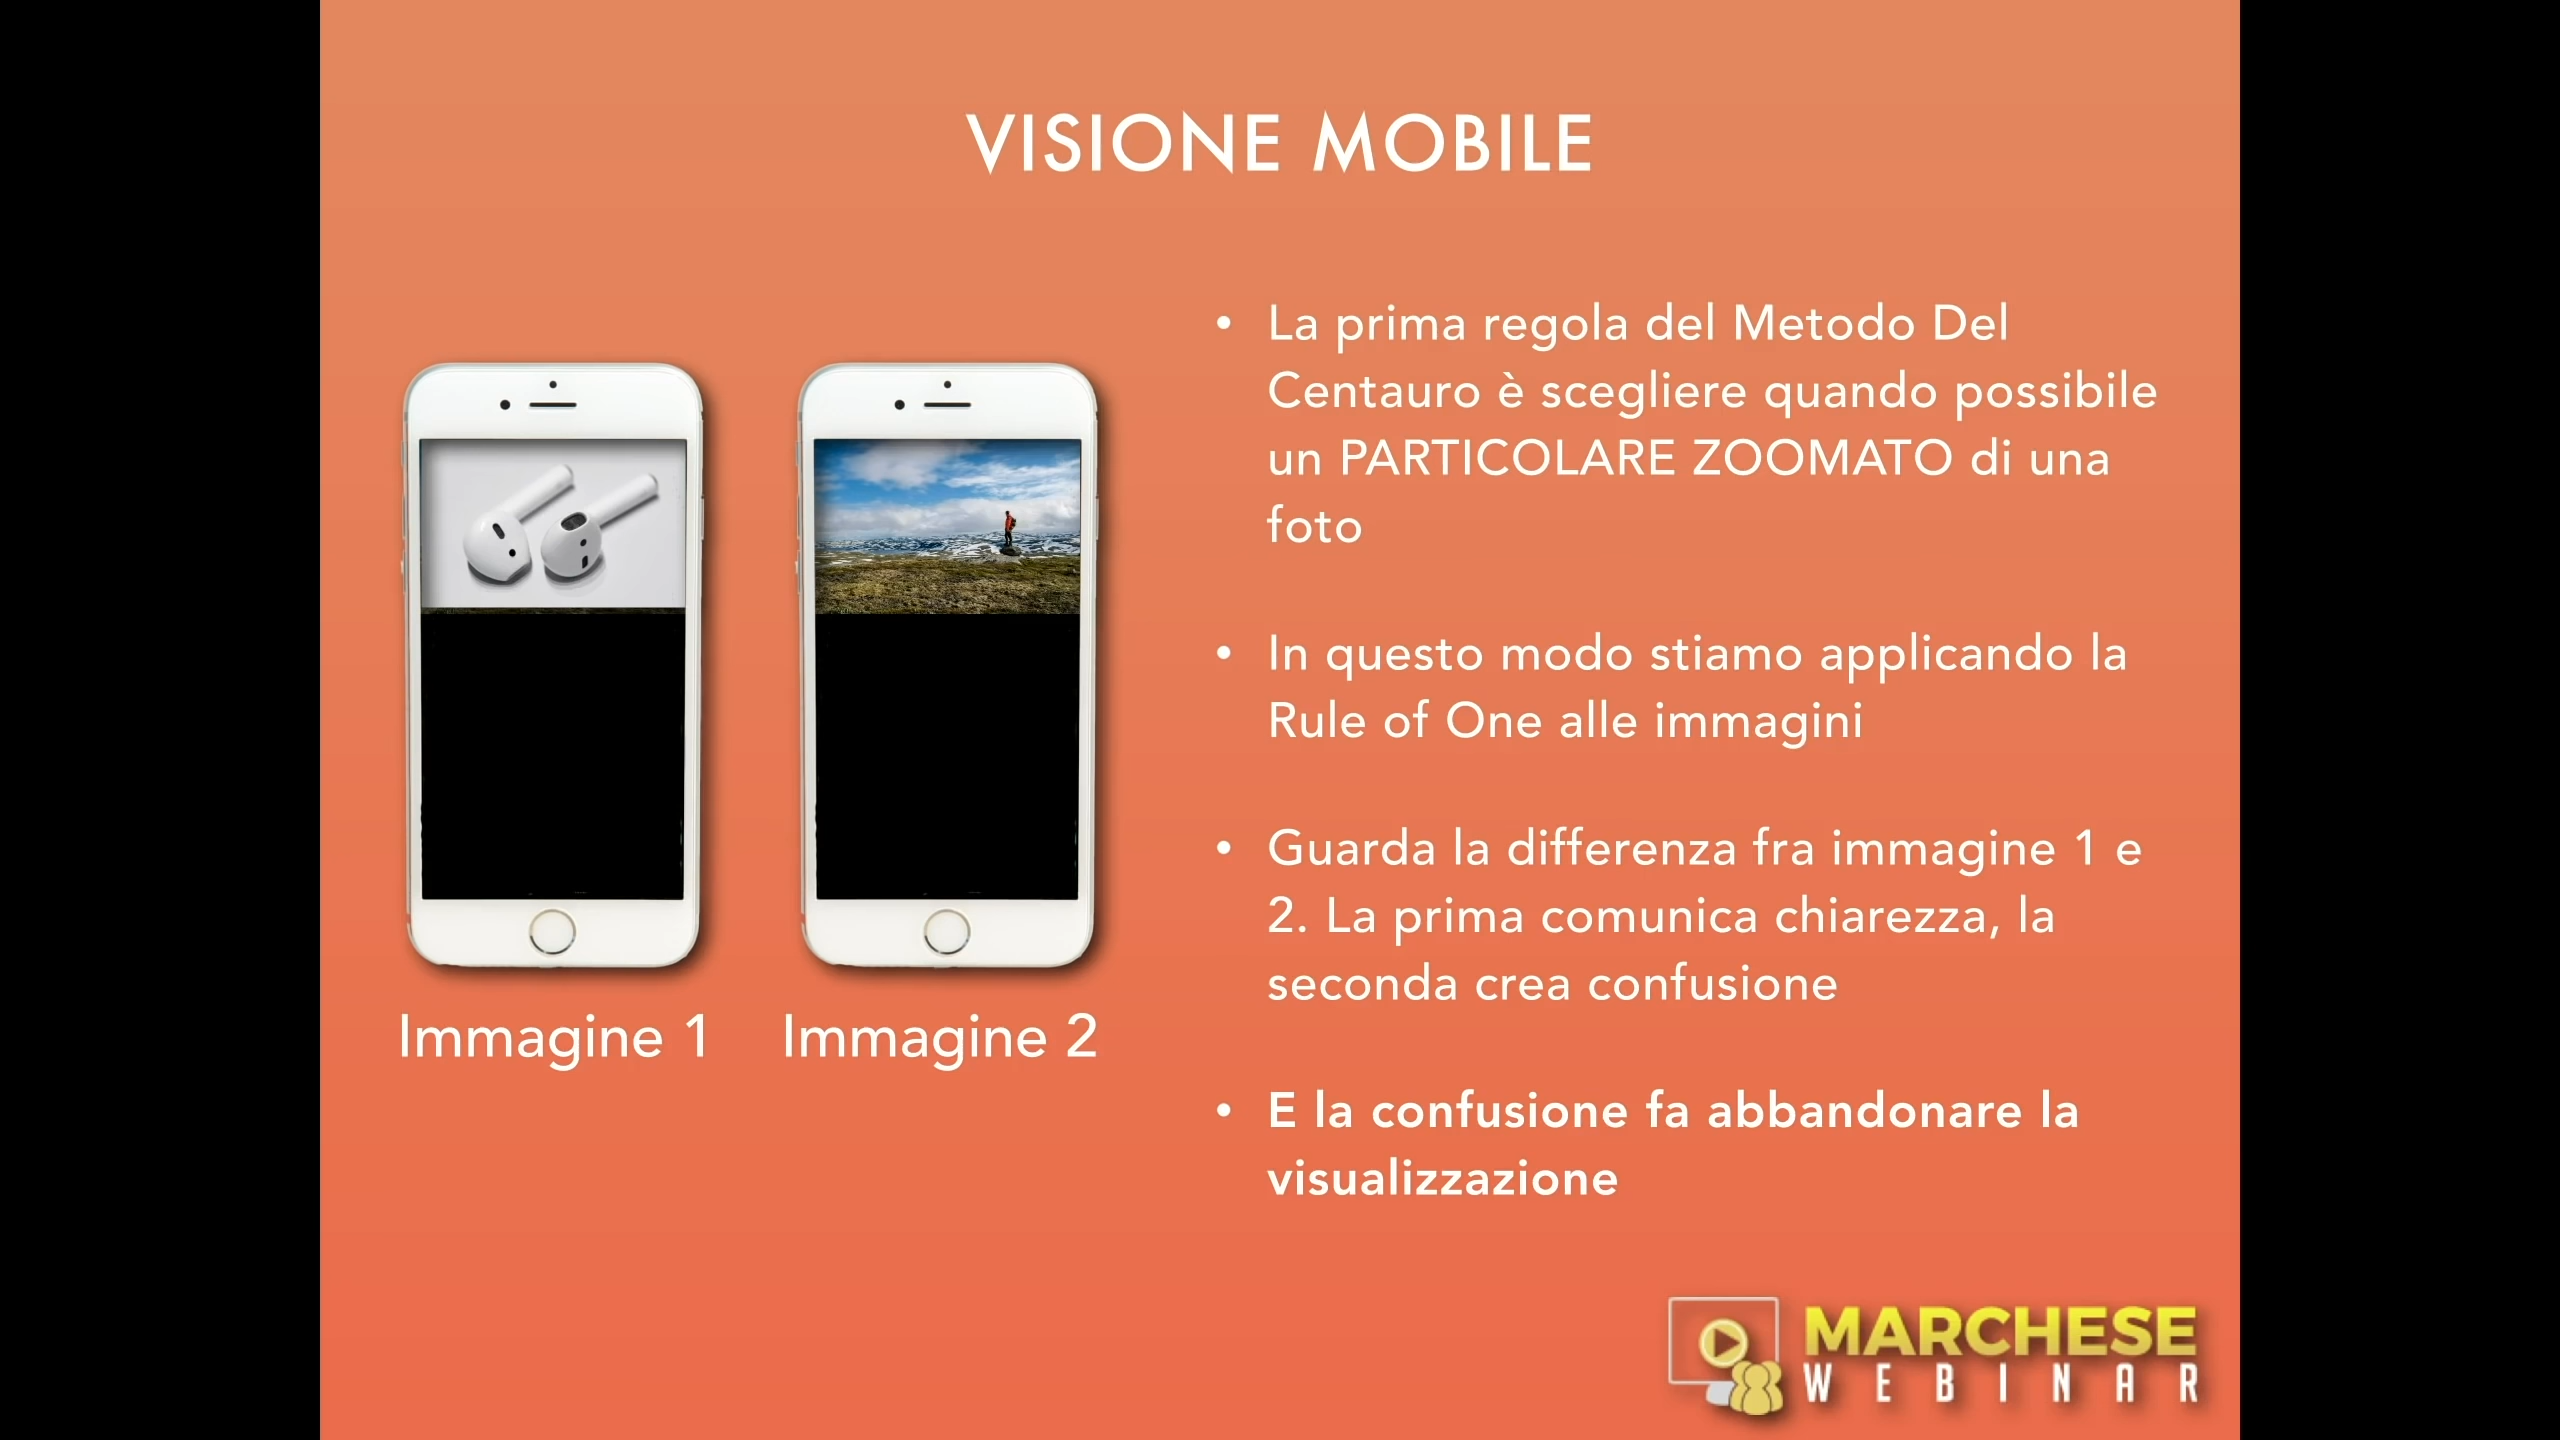 VISIONE MOBILE
• La prima regola del Metodo Del
Centauro è scegliere quando possibile
un PARTICOLARE ZOOMATO di una
foto
• In questo modo stiamo applicando la
Rule of One alle immagini
• Guarda la differenza fra immagine 1 e
2. La prima comunica chiarezza, la
seconda crea confusione
• E la confusione fa abbandonare la
visualizzazione
Immagine 1
Immagine 2
MARCHESE
WEBINAR